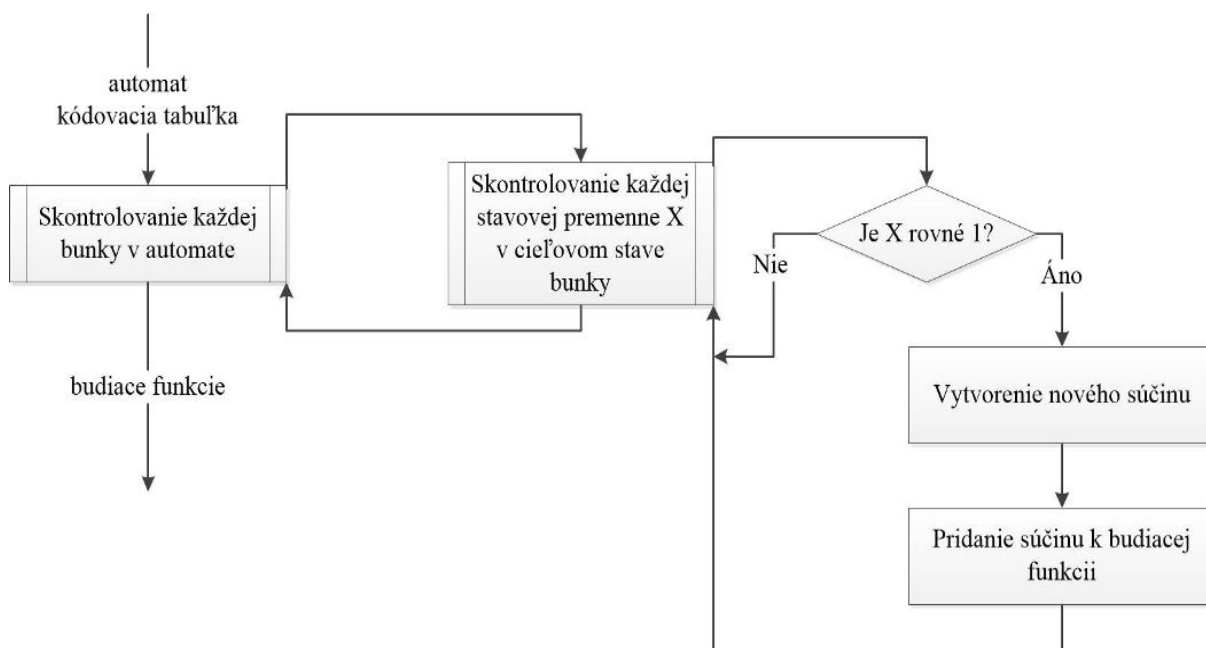 automat
kódovacia tabuľka
Skontrolovanie každej
bunky v automate
budiace funkcie
Skontrolovanie každej
stavovej premenne X
v cieľovom stave
bunky
Je X rovné 1?
Nie
Áno
Vytvorenie nového súčinu
Pridanie súčinu k budiacej
funkcii